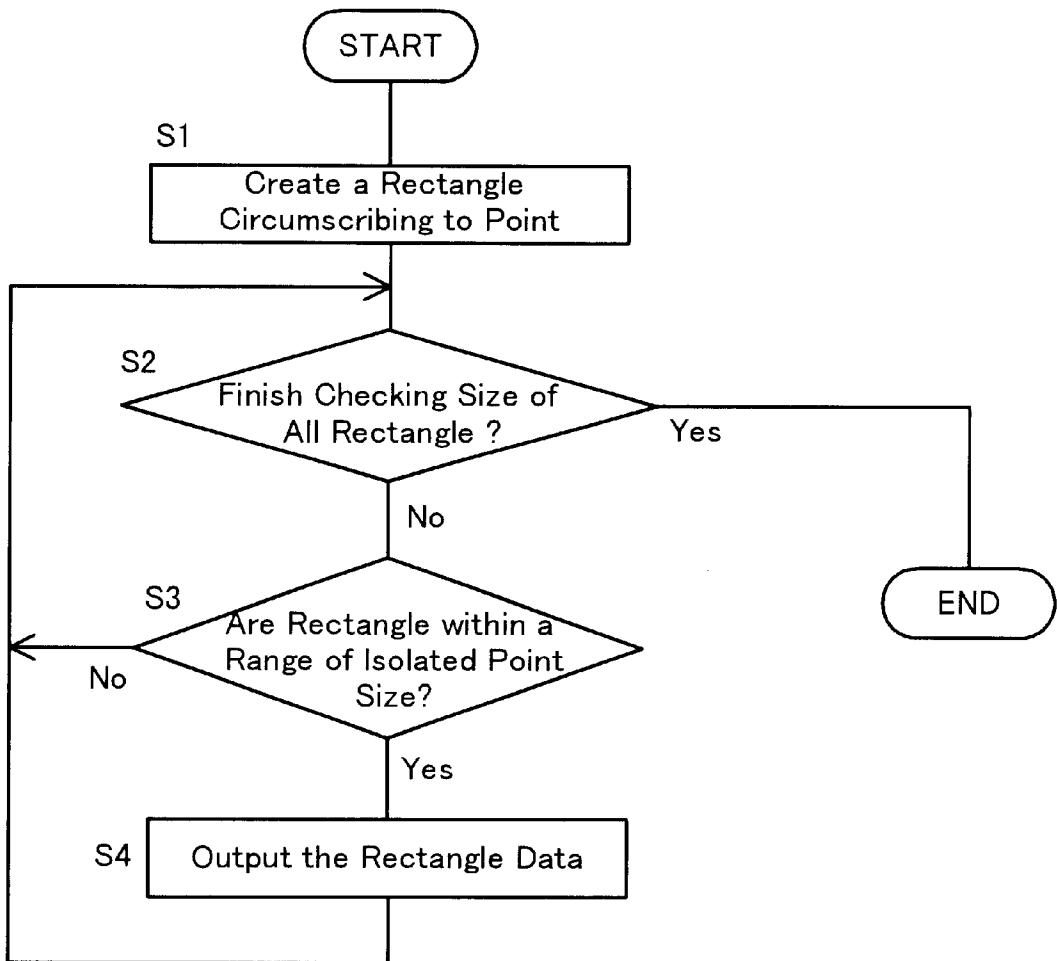 START
S1
Create a Rectangle
Circumscribing to Point
S2
Finish Checking Size of
All Rectangle ?
Yes
No
S3
Are Rectangle within a
Range of Isolated Point
Size?
No
END
Yes
S4
Output the Rectangle Data